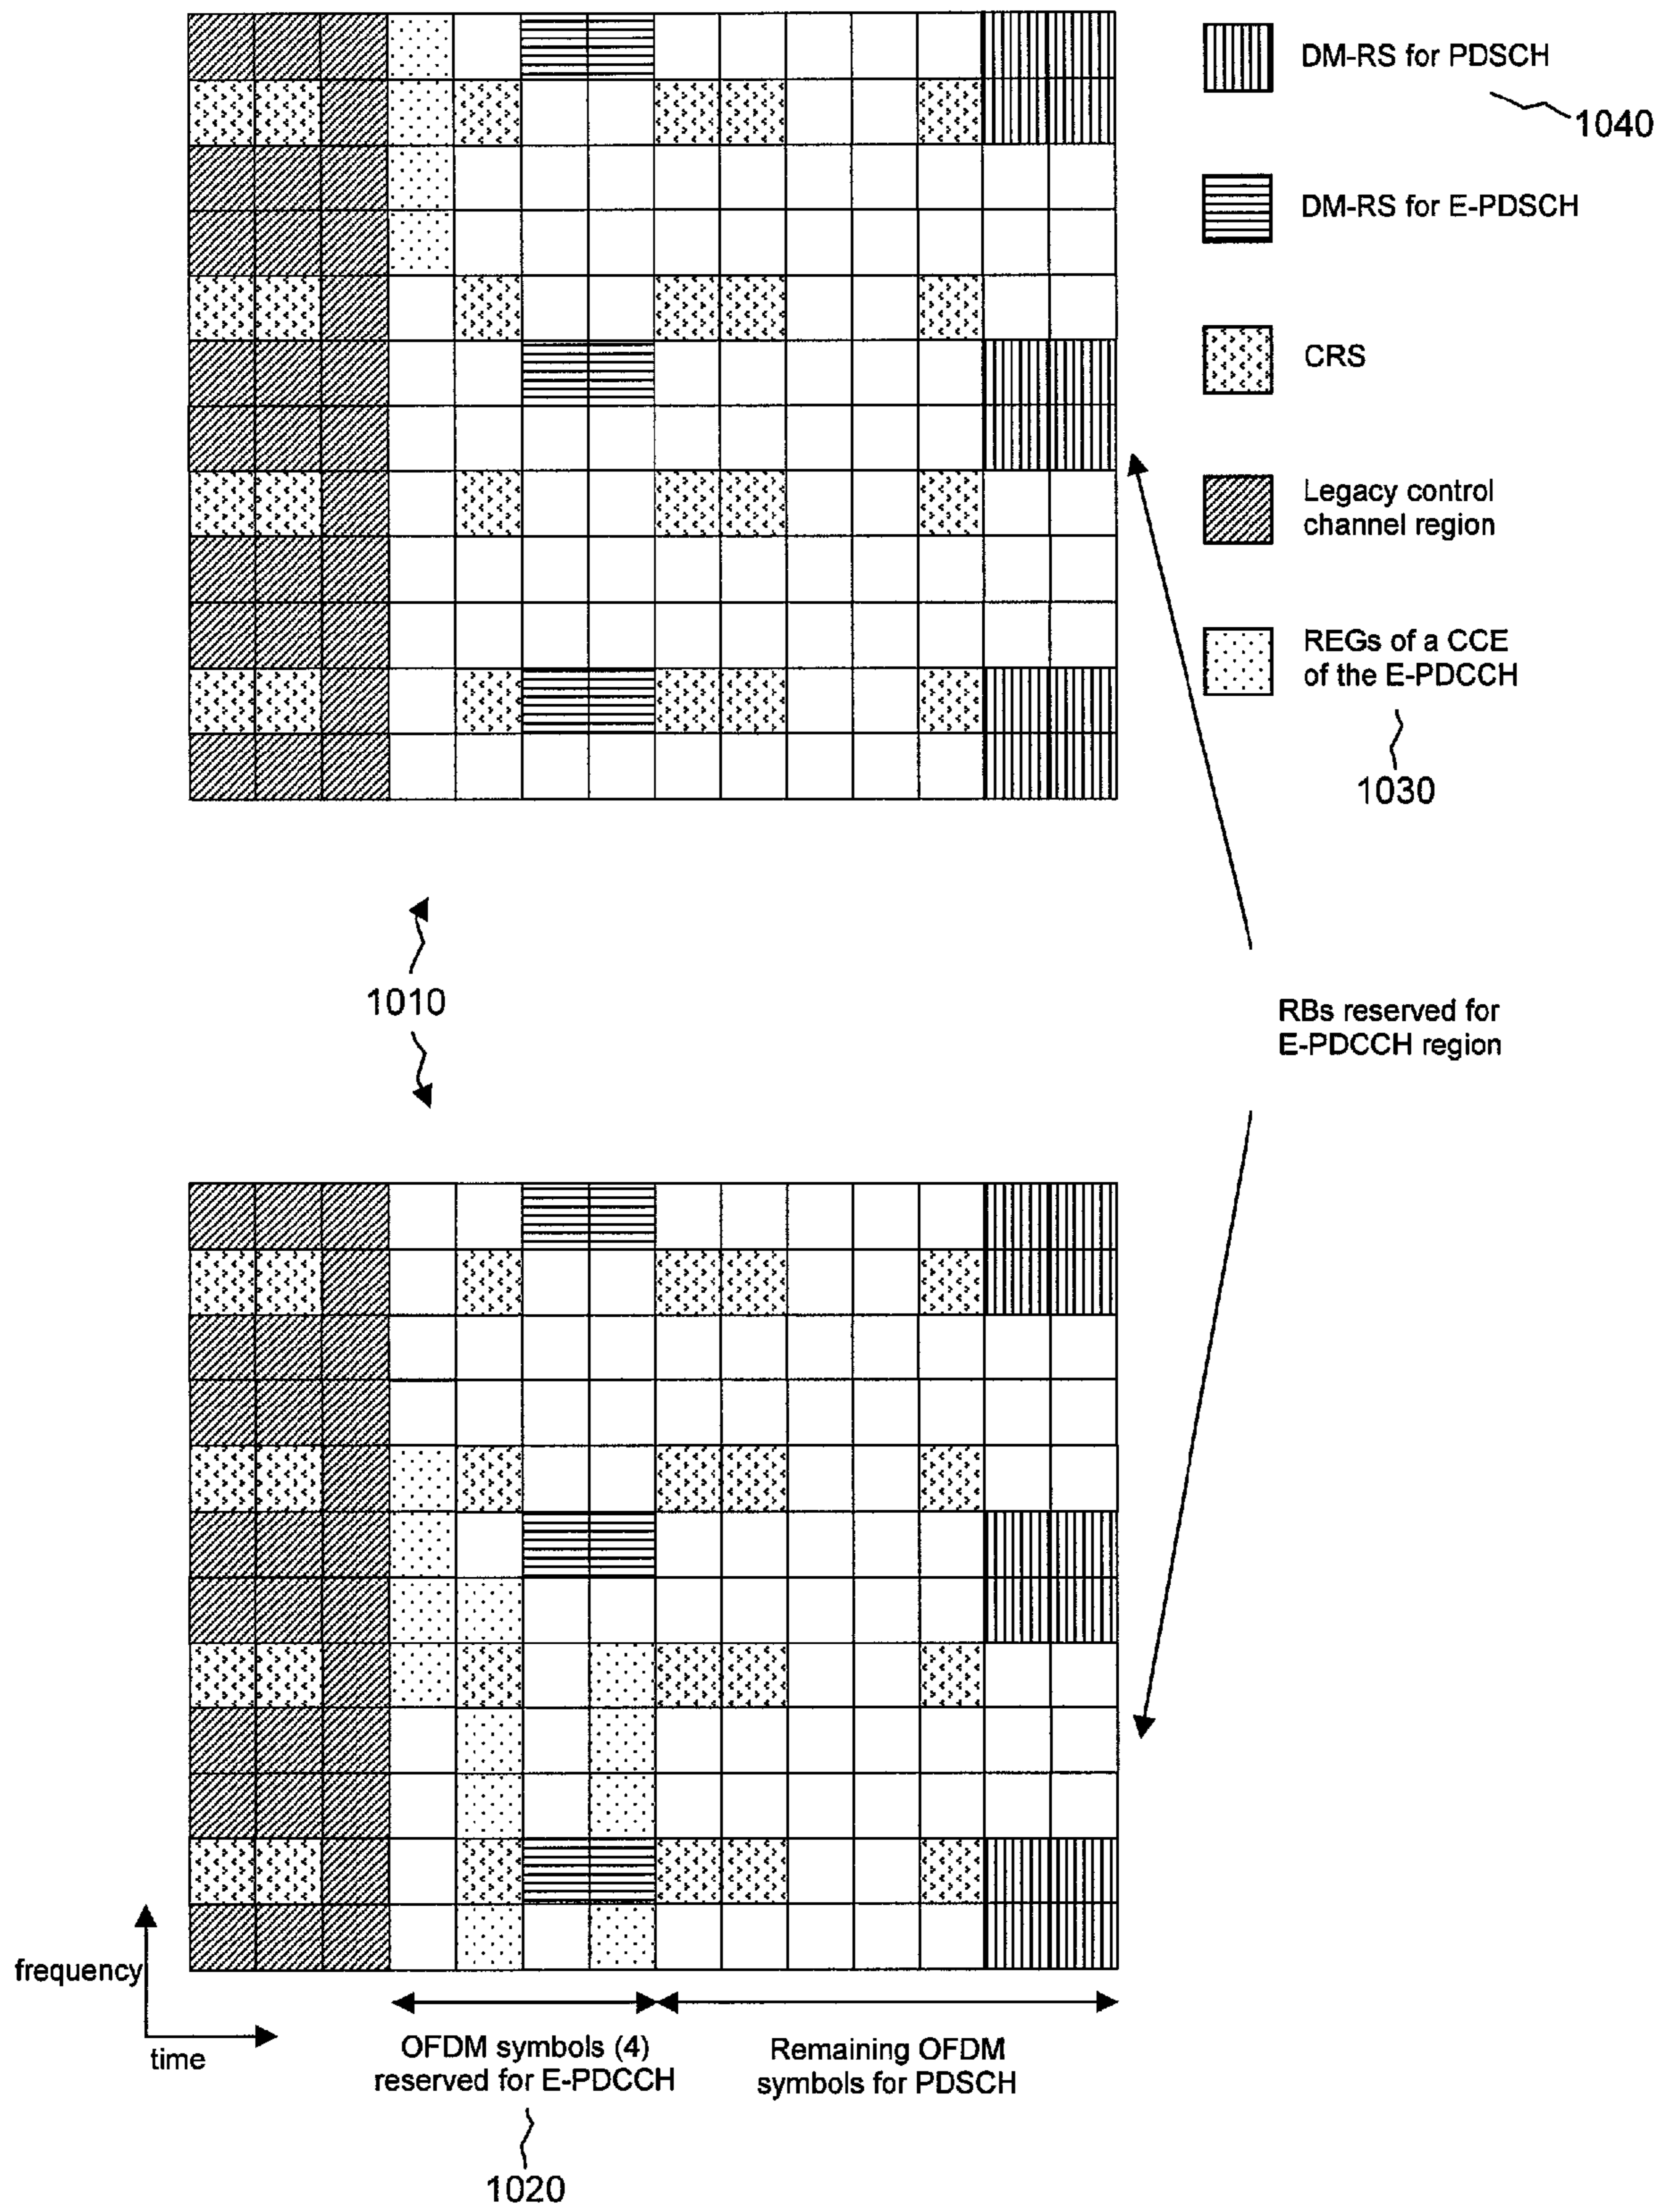 DM-RS for PDSCH
1040
DM-RS for E-PDSCH
CRS
Legacy control
channel region
REGs of a CCE
of the E-PDCCH
1030
1010
RBs reserved for
E-PDCCH region
frequency
time
OFDM symbols (4)
reserved for E-PDCCH
Remaining OFDM
symbols for PDSCH
1020